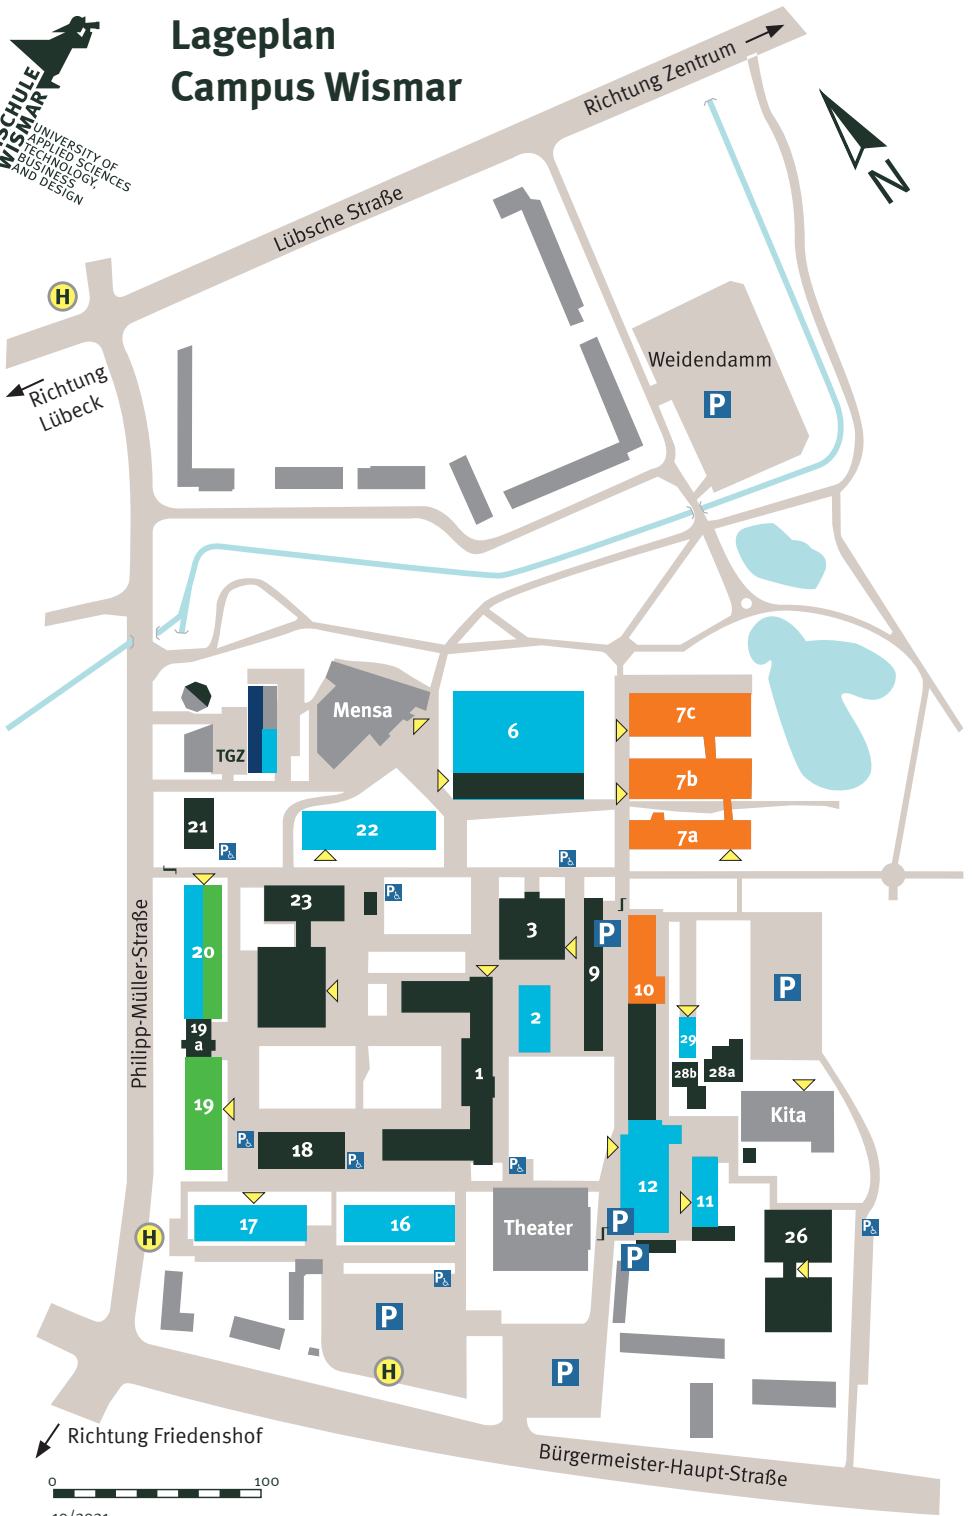 Lageplan
Campus Wismar
WISMAR
UNIVERSITY OF
APPLIED SCIENCES
TECHNOLOGY,
BUSINESS
AND DESIGN
Richtung Zentrum
N
Lübsche Straße
H
Richtung
Lübeck
Weidendamm
P
Mensa
TGZ
6
7c
7b
7a
21
22
P
P
23
P
3
P
9
20
10
P
2
19
a
29
28b
28a
1
19
Kita
P
18
P
P
12
11
17
16
Theater
P
26
P
H
P
P
P
P
H
Philipp-Müller-Straße
Richtung Friedenshof
Bürgermeister-Haupt-Straße
0
100